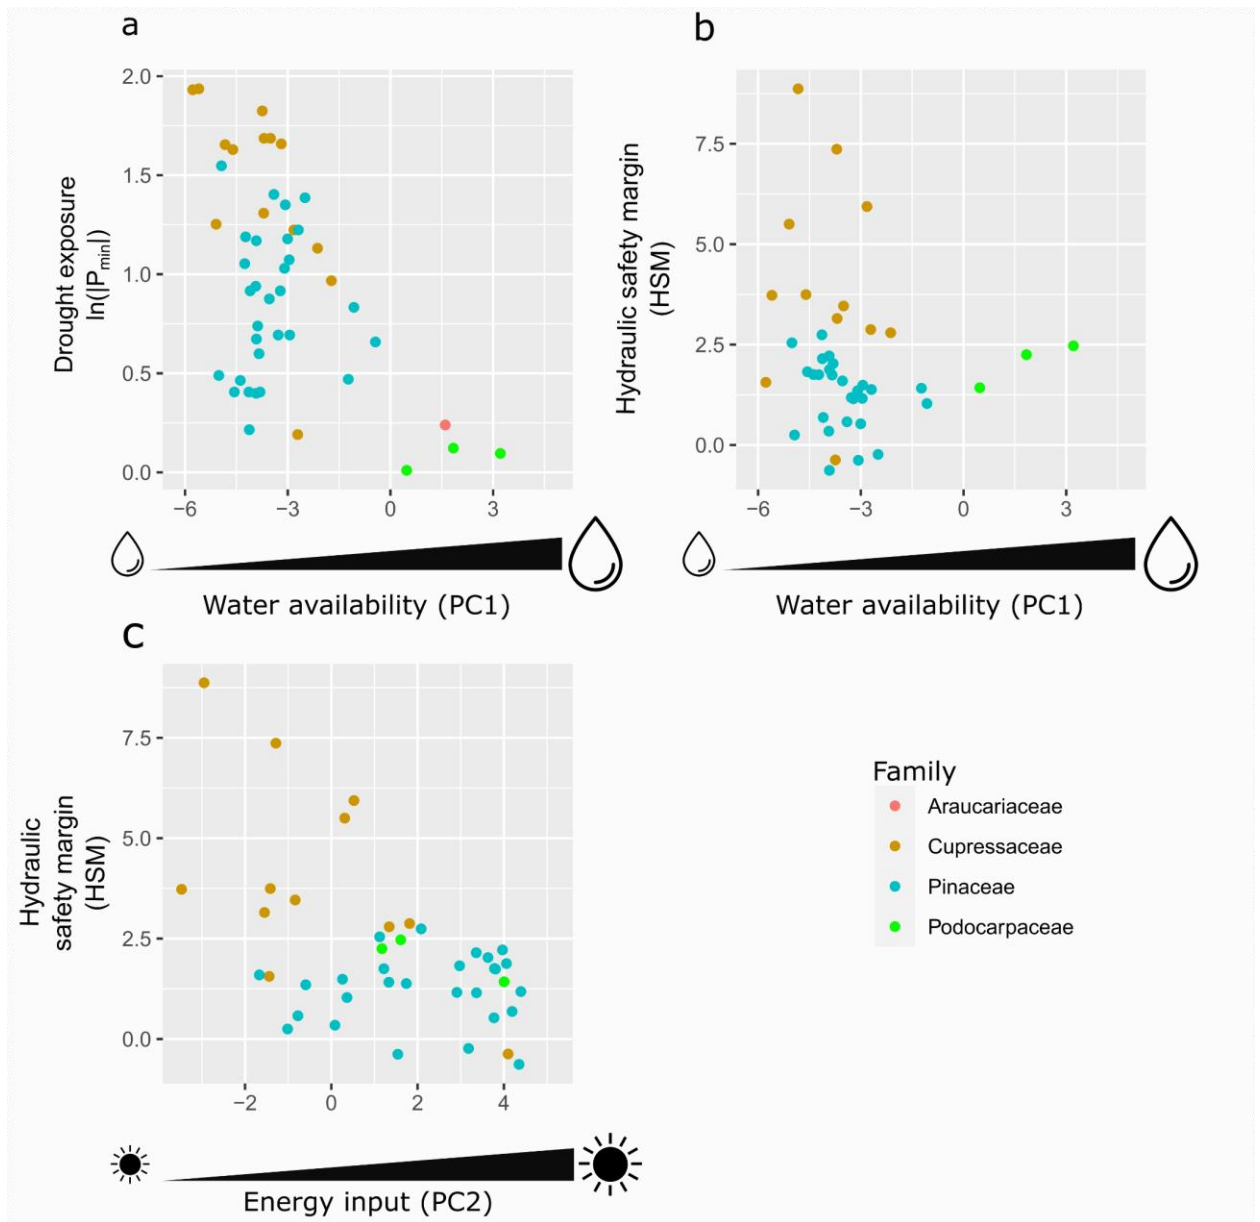 a
2.0
1.5
1.0
0.5
0.0
Drought exposure
ln(|Pmin|)
−6 −3 0 3
Water availability (PC1)
b
7.5
5.0
2.5
0.0
Hydraulic safety margin
(HSM)
−6 −3 0 3
Water availability (PC1)
c
7.5
5.0
2.5
0.0
Hydraulic
safety margin
(HSM)
−2 0 2 4
Energy input (PC2)
Family
Araucariaceae
Cupressaceae
Pinaceae
Podocarpaceae